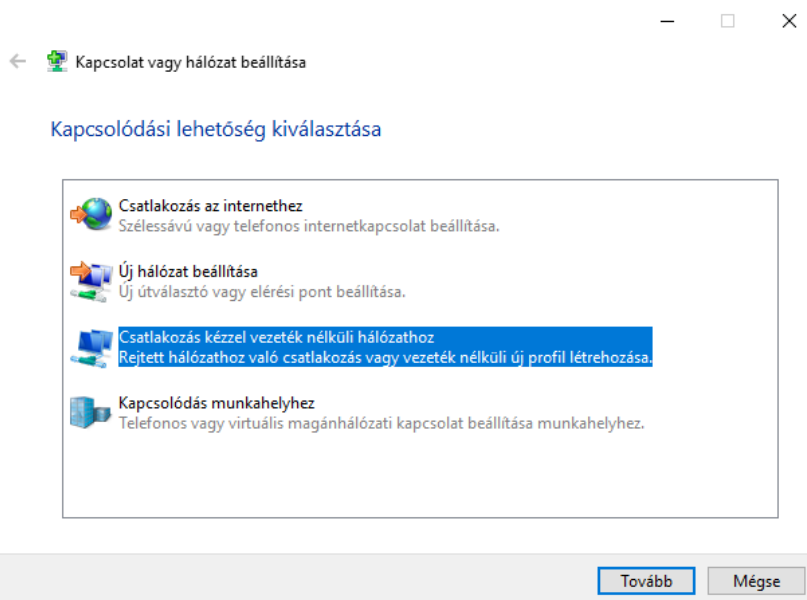 Kapcsolat vagy hálózat beállítása
Kapcsolódási lehetőség kiválasztása
Csatlakozás az internethez
Szélessávú vagy telefonos internetkapcsolat beállítása.
Új hálózat beállítása
Új útválasztó vagy elérési pont beállítása.
Csatlakozás kézzel vezeték nélküli hálózathoz
Rejtett hálózathoz való csatlakozás vagy vezeték nélküli új profil létrehozása.
Kapcsolódás munkahelyhez
Telefonos vagy virtuális magánhálózati kapcsolat beállítása munkahelyhez.
Tovább
Mégse